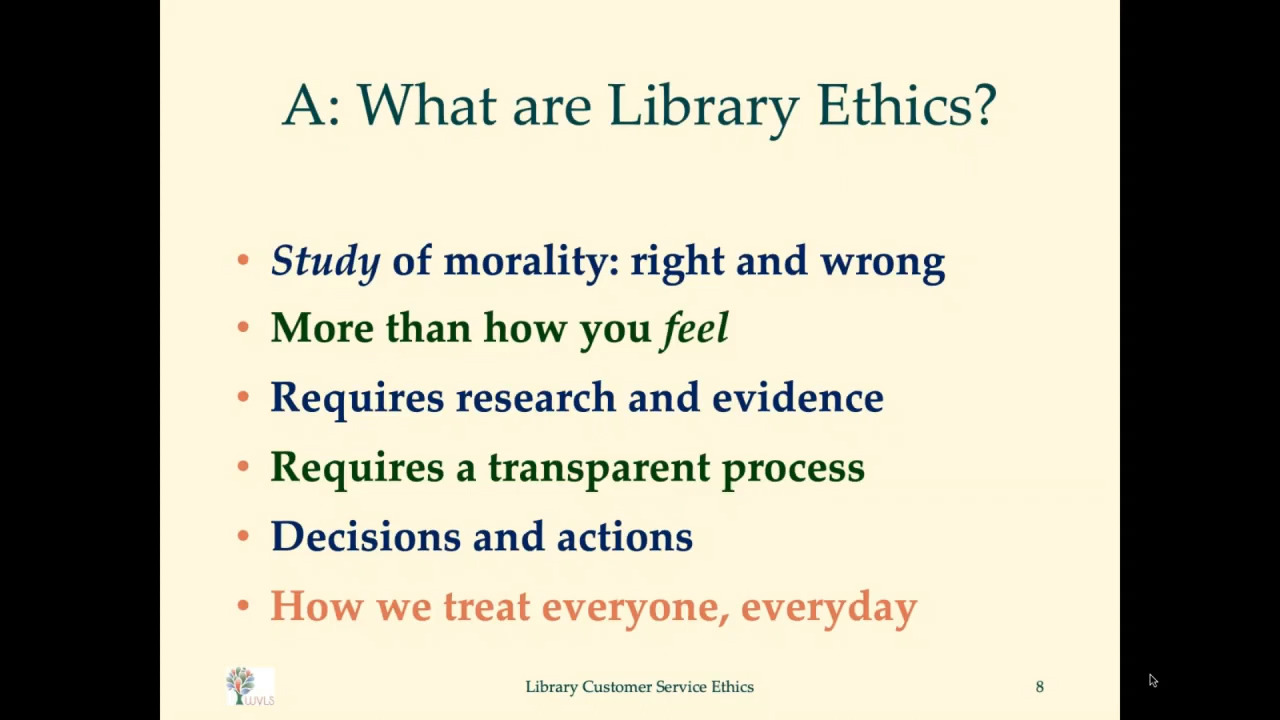 A: What are Library Ethics?
• Study of morality: right and wrong
• More than how you feel
• Requires research and evidence
• Requires a transparent process
• Decisions and actions
• How we treat everyone, everyday
WVLS
Library Customer Service Ethics
8